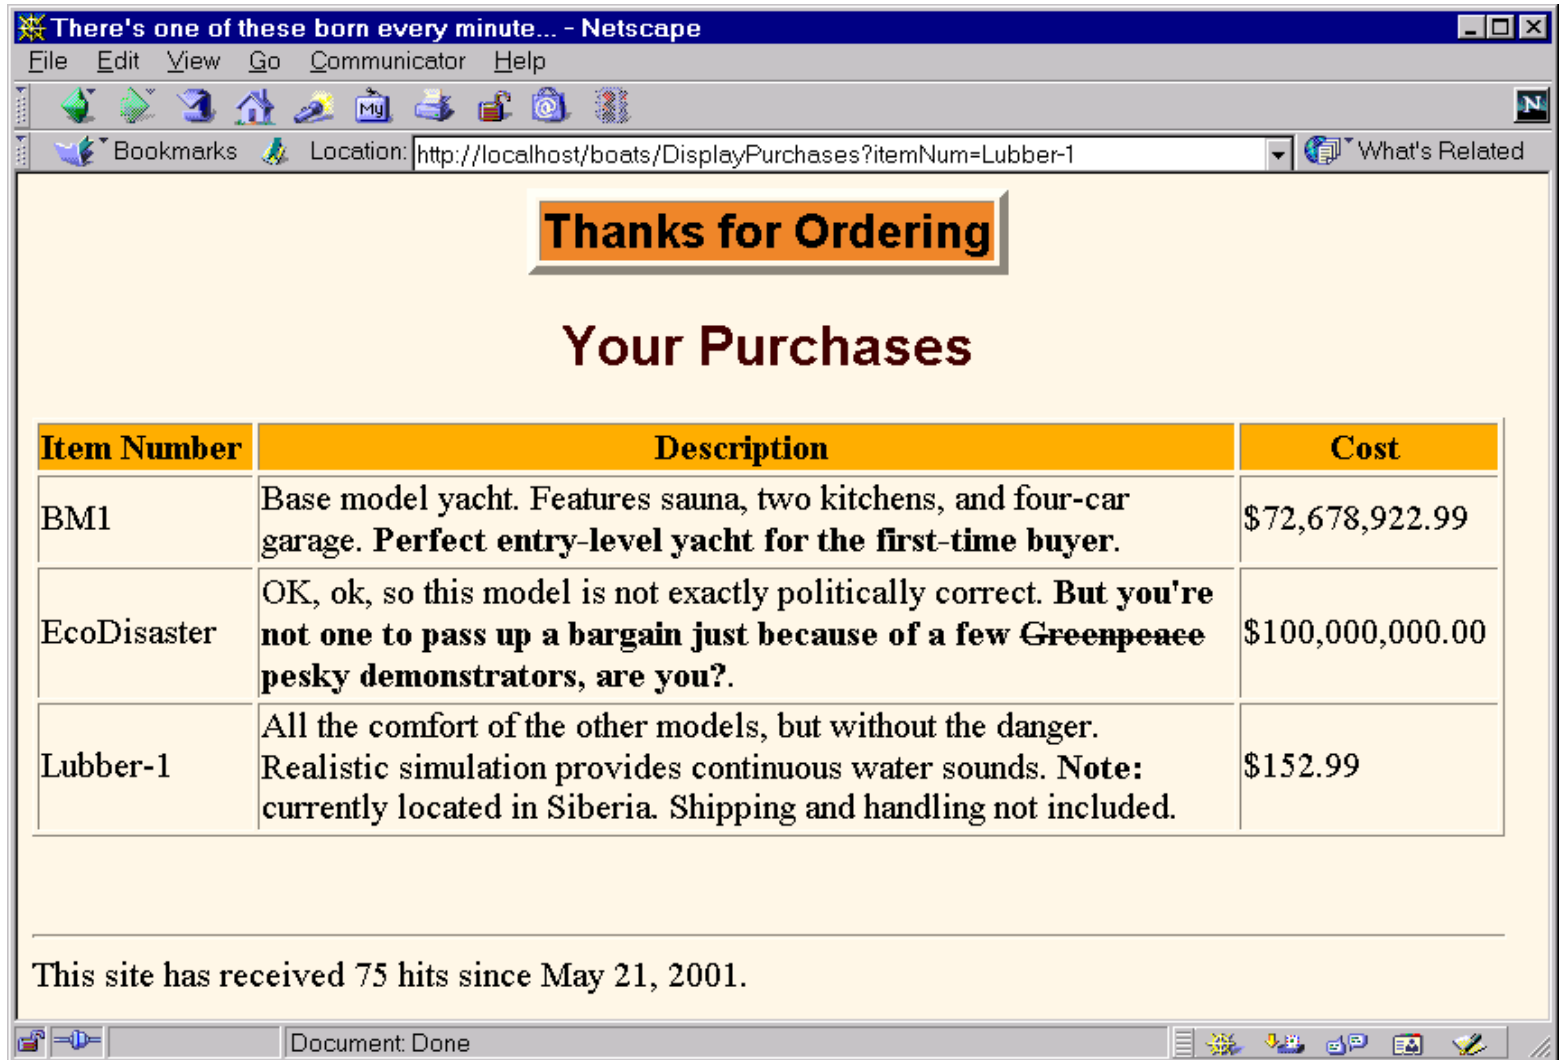 There's one of these born every minute... - Netscape
File Edit View Go Communicator Help
My
N
Bookmarks Location: http://localhost/boats/DisplayPurchases?itemNum=Lubber-1 What's Related
Thanks for Ordering
Your Purchases
Item Number Description Cost
BM1 Base model yacht. Features sauna, two kitchens, and four-car $72,678,922.99
garage. Perfect entry-level yacht for the first-time buyer.
EcoDisaster OK, ok, so this model is not exactly politically correct. But you're $100,000,000.00
not one to pass up a bargain just because of a few Greenpeace
pesky demonstrators, are you?.
Lubber-1 All the comfort of the other models, but without the danger. $152.99
Realistic simulation provides continuous water sounds. Note:
currently located in Siberia. Shipping and handling not included.
This site has received 75 hits since May 21, 2001.
Document: Done